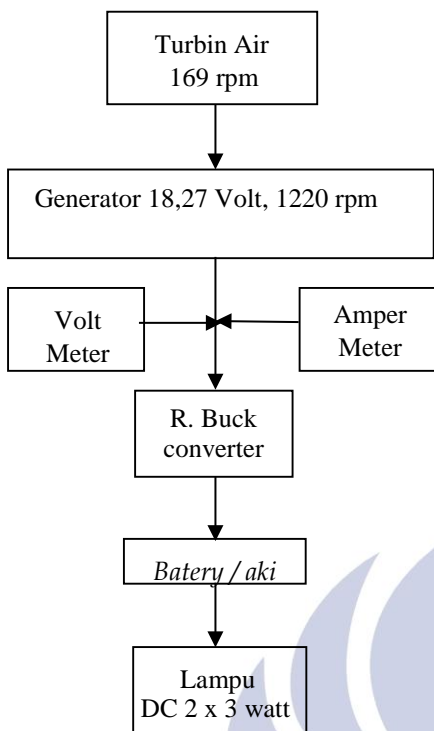 Turbin Air
169 rpm
Generator 18,27 Volt, 1220 rpm
Volt
Meter
Amper
Meter
R. Buck
converter
Batery / aki
Lampu
DC 2 x 3 watt